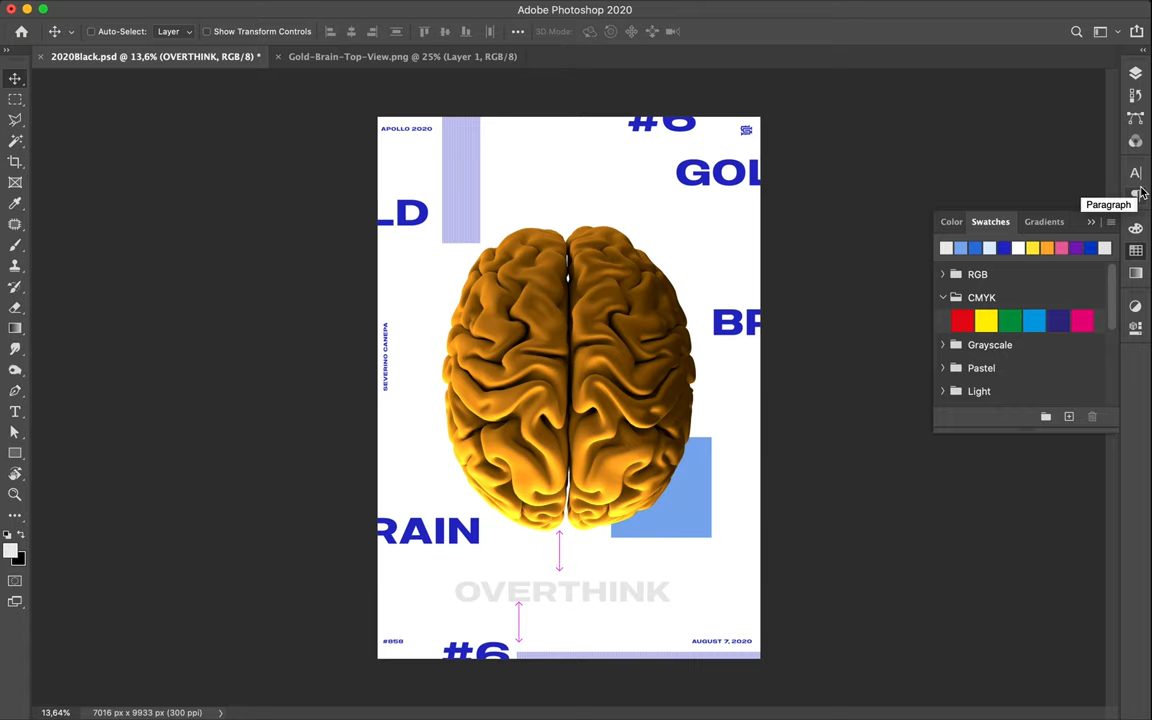 Adobe Photoshop 2020
Auto-Select: Layer Show Transform Controls 3D Mode:
2020Black.psd @ 13,6% (OVERTHINK, RGB/8) * Gold-Brain-Top-View.png @ 25% (Layer 1, RGB/8)
APOLLO 2020
#6
GOL
LD
SEVERINO CANEPA
BR
RAIN
OVERTHINK
#858
#6
AUGUST 7, 2020
Paragraph
Color Swatches Gradients
RGB
CMYK
Grayscale
Pastel
Light
13,64% 7016 px x 9933 px (300 ppi)